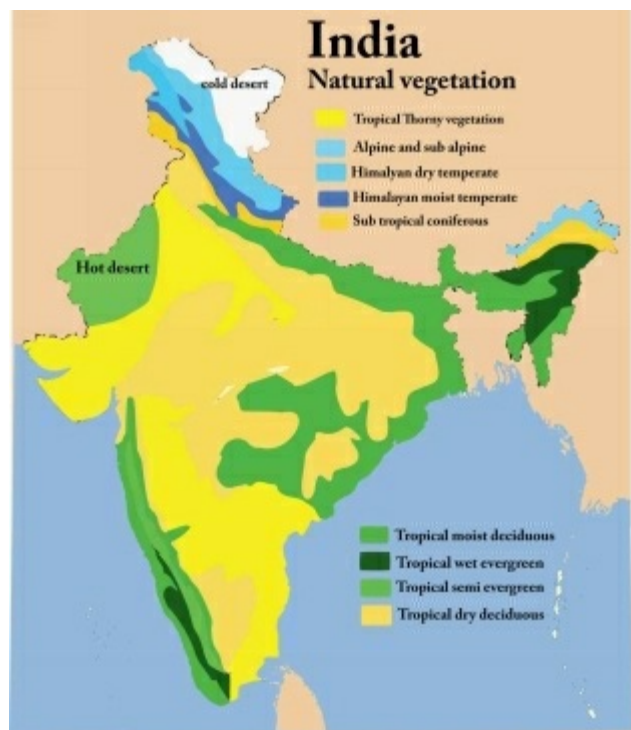 India
Natural vegetation
cold desert
Tropical Thorny vegetation
Alpine and sub alpine
Himalyan dry temperate
Himalayan moist temperate
Sub tropical coniferous
Hot desert
Tropical moist deciduous
Tropical wet evergreen
Tropical semi evergreen
Tropical dry deciduous